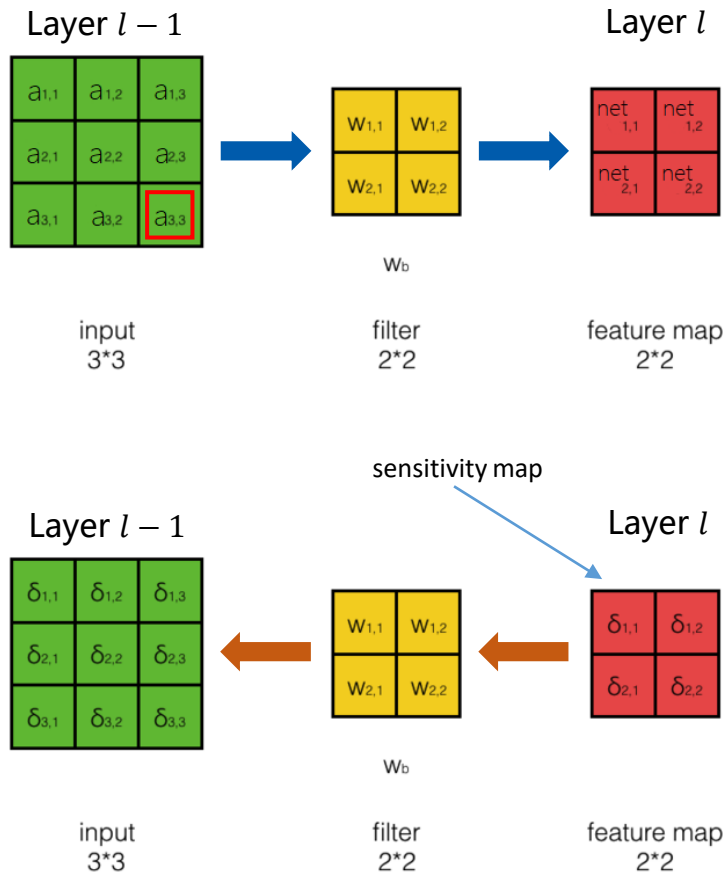 Layer l − 1 Layer l
a1,1 a1,2 a1,3
a2,1 a2,2 a2,3
a3,1 a3,2 a3,3
w1,1 w1,2
w2,1 w2,2
net1,1 net1,2
net2,1 net2,2
wb
input filter feature map
3*3 2*2 2*2
sensitivity map
Layer l − 1 Layer l
δ1,1 δ1,2 δ1,3
δ2,1 δ2,2 δ2,3
δ3,1 δ3,2 δ3,3
w1,1 w1,2
w2,1 w2,2
δ1,1 δ1,2
δ2,1 δ2,2
wb
input filter feature map
3*3 2*2 2*2